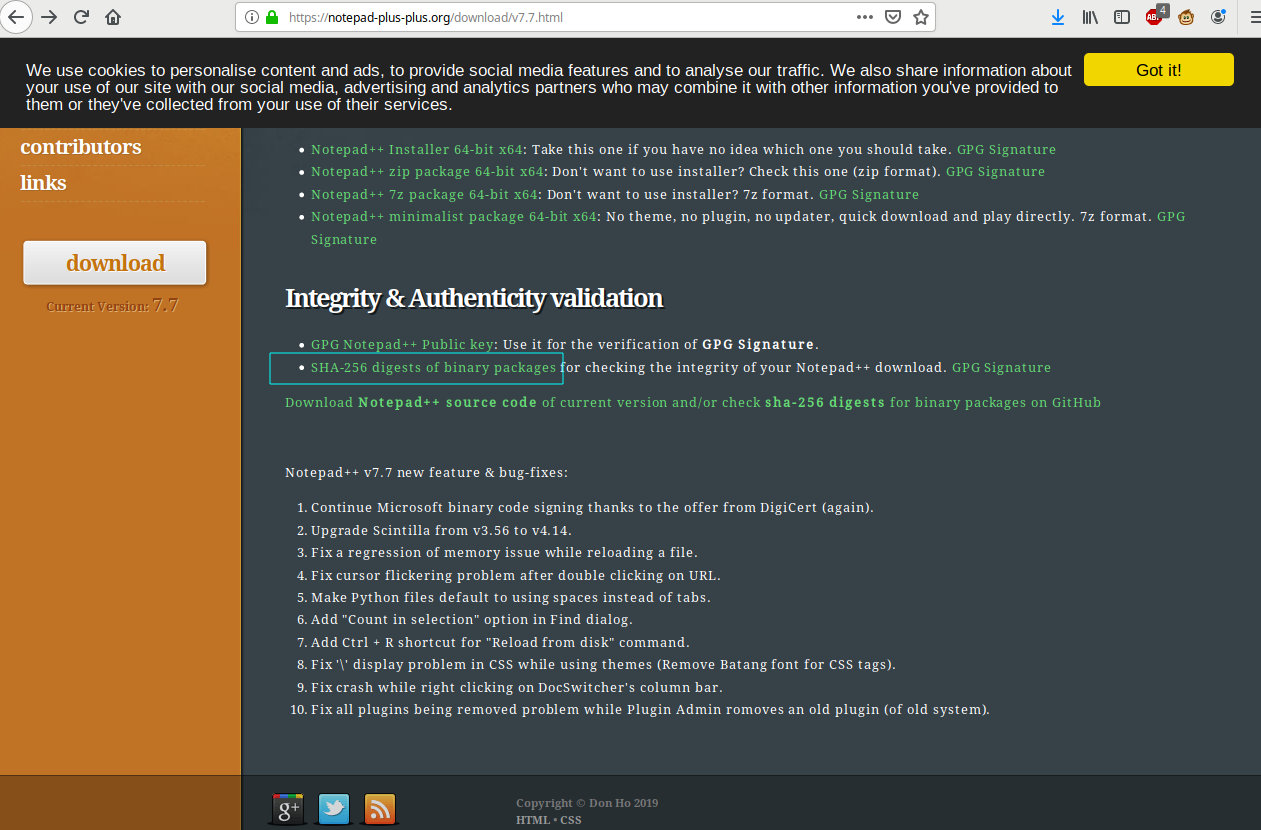 https://notepad-plus-plus.org/download/v7.7.html
ABP
4
We use cookies to personalise content and ads, to provide social media features and to analyse our traffic. We also share information about
your use of our site with our social media, advertising and analytics partners who may combine it with other information you've provided to
them or they've collected from your use of their services.
Got it!
contributors
links
download
Current Version: 7.7
• Notepad++ Installer 64-bit x64: Take this one if you have no idea which one you should take. GPG Signature
• Notepad++ zip package 64-bit x64: Don't want to use installer? Check this one (zip format). GPG Signature
• Notepad++ 7z package 64-bit x64: Don't want to use installer? 7z format. GPG Signature
• Notepad++ minimalist package 64-bit x64: No theme, no plugin, no updater, quick download and play directly. 7z format. GPG
Signature
Integrity & Authenticity validation
• GPG Notepad++ Public key: Use it for the verification of GPG Signature.
• SHA-256 digests of binary packages for checking the integrity of your Notepad++ download. GPG Signature
Download Notepad++ source code of current version and/or check sha-256 digests for binary packages on GitHub
Notepad++ v7.7 new feature & bug-fixes:
1. Continue Microsoft binary code signing thanks to the offer from DigiCert (again).
2. Upgrade Scintilla from v3.56 to v4.14.
3. Fix a regression of memory issue while reloading a file.
4. Fix cursor flickering problem after double clicking on URL.
5. Make Python files default to using spaces instead of tabs.
6. Add "Count in selection" option in Find dialog.
7. Add Ctrl + R shortcut for "Reload from disk" command.
8. Fix '\' display problem in CSS while using themes (Remove Batang font for CSS tags).
9. Fix crash while right clicking on DocSwitcher's column bar.
10. Fix all plugins being removed problem while Plugin Admin romoves an old plugin (of old system).
g+
Copyright © Don Ho 2019
HTML • CSS